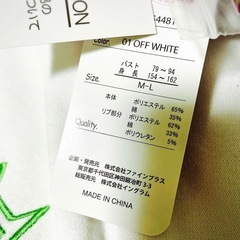 5448
Color. 01 OFF WHITE
バスト 79 ~ 94
身 長 154 ~ 162
Size. M-L
本体 ポリエステル 65%
綿 35%
リブ部分 ポリエステル 62%
綿 33%
ポリウレタン 5%
企画・発売元 株式会社ファインプラス
東京都千代田区神田鍛冶町3-3
総販売元 株式会社イングラム
MADE IN CHINA